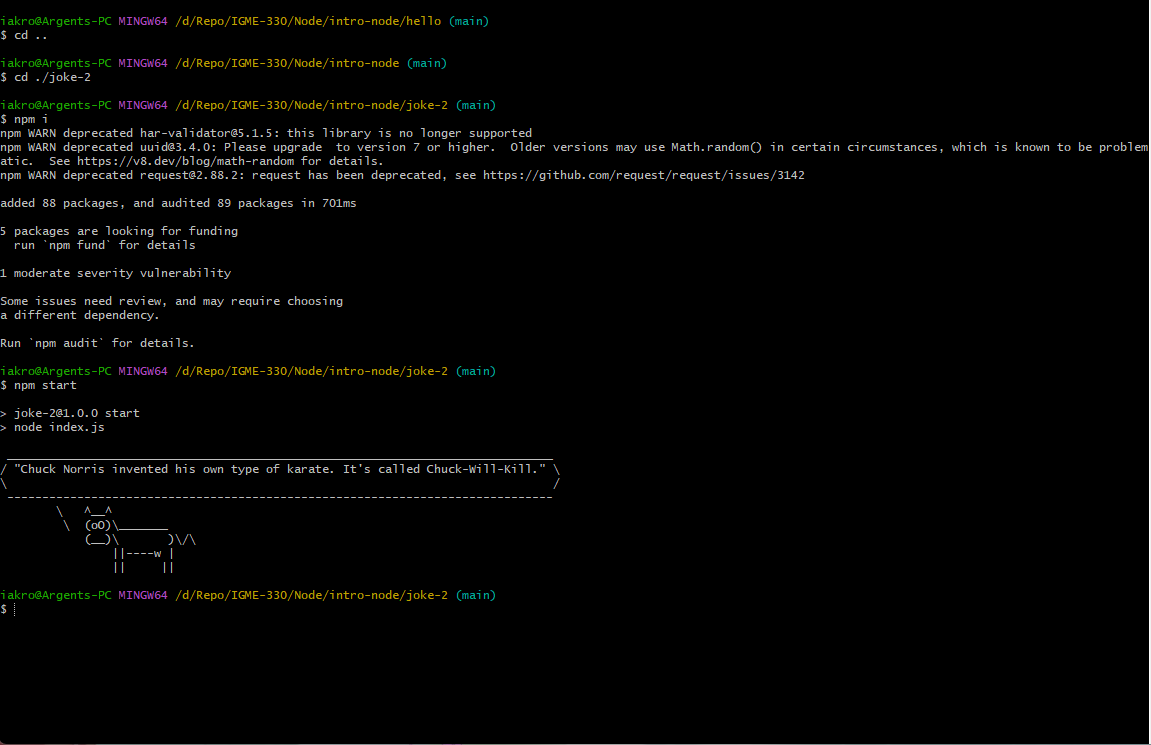 iakro@Argents-PC MINGW64 /d/Repo/IGME-330/Node/intro-node/hello (main)
$ cd ..

iakro@Argents-PC MINGW64 /d/Repo/IGME-330/Node/intro-node (main)
$ cd ./joke-2

iakro@Argents-PC MINGW64 /d/Repo/IGME-330/Node/intro-node/joke-2 (main)
$ npm i
npm WARN deprecated har-validator@5.1.5: this library is no longer supported
npm WARN deprecated uuid@3.4.0: Please upgrade  to version 7 or higher.  Older versions may use Math.random() in certain circumstances, which is known to be problem
atic.  See https://v8.dev/blog/math-random for details.
npm WARN deprecated request@2.88.2: request has been deprecated, see https://github.com/request/request/issues/3142

added 88 packages, and audited 89 packages in 701ms

5 packages are looking for funding
  run `npm fund` for details

1 moderate severity vulnerability

Some issues need review, and may require choosing
a different dependency.

Run `npm audit` for details.

iakro@Argents-PC MINGW64 /d/Repo/IGME-330/Node/intro-node/joke-2 (main)
$ npm start

> joke-2@1.0.0 start
> node index.js

 ______________________________________________________________________________
/ "Chuck Norris invented his own type of karate. It's called Chuck-Will-Kill." \
\                                                                              /
 ------------------------------------------------------------------------------
        \   ^__^
         \  (oO)\_______
            (__)\       )\/\
                ||----w |
                ||     ||

iakro@Argents-PC MINGW64 /d/Repo/IGME-330/Node/intro-node/joke-2 (main)
$